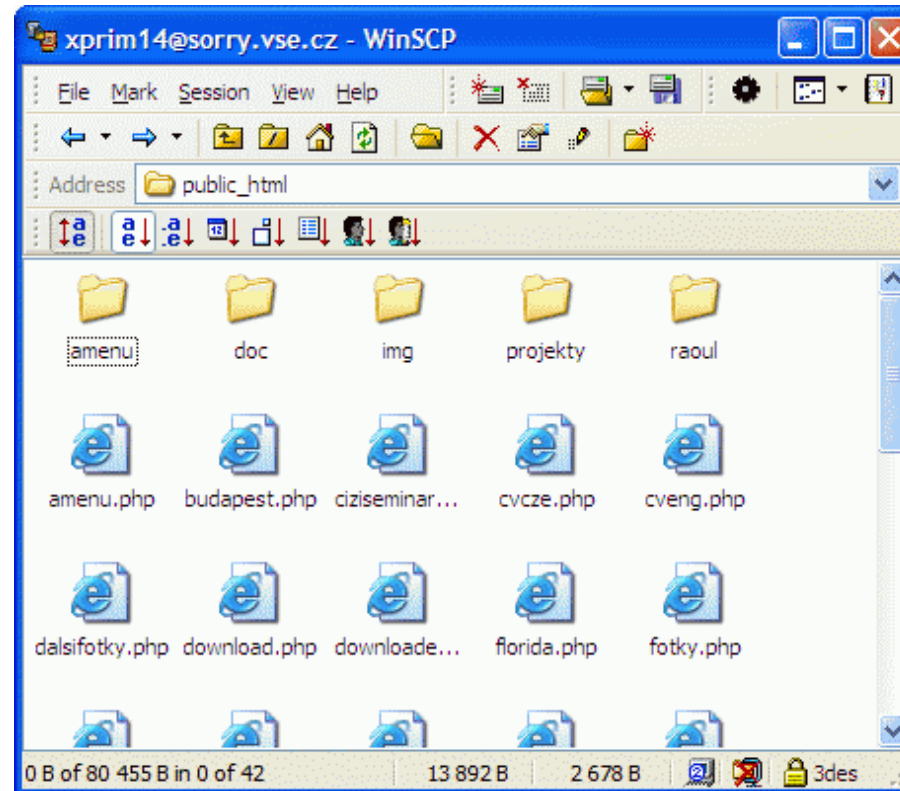 xprim14@sorry.vse.cz - WinSCP
File Mark Session View Help
Address public_html
amenu doc img projekty raoul
amenu.php budapest.php ciziseminar... cvcze.php cveng.php
dalsifotky.php download.php downloade... florida.php fotky.php
0 B of 80 455 B in 0 of 42 13 892 B 2 678 B 3des